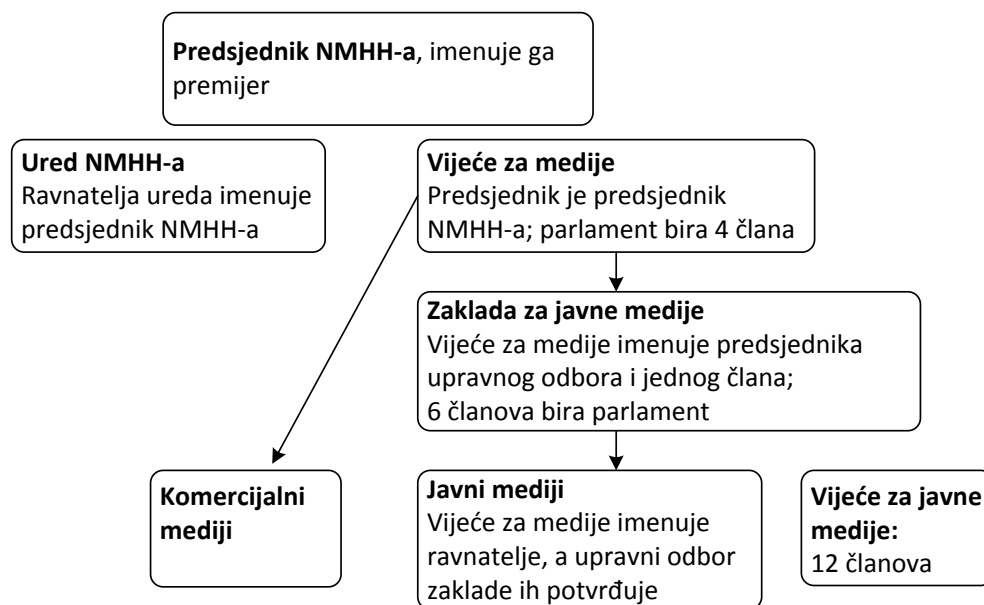 Predsjednik NMHH-a, imenuje ga
premijer
Ured NMHH-a
Ravnatelja ureda imenuje
predsjednik NMHH-a
Vijeće za medije
Predsjednik je predsjednik
NMHH-a; parlament bira 4 člana
Zaklada za javne medije
Vijeće za medije imenuje predsjednika
upravnog odbora i jednog člana;
6 članova bira parlament
Komercijalni
mediji
Javni mediji
Vijeće za medije imenuje
ravnatelje, a upravni odbor
zaklade ih potvrđuje
Vijeće za javne
medije:
12 članova